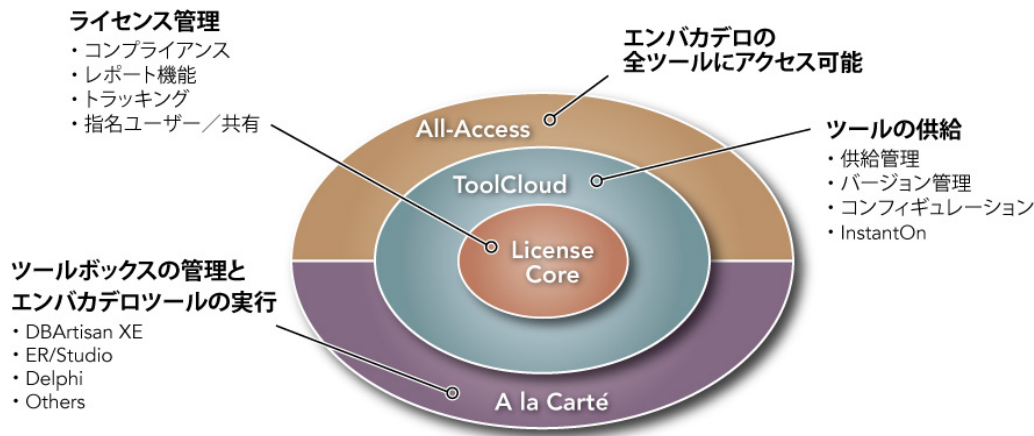 ライセンス管理
・コンプライアンス
・レポート機能
・トラッキング
・指名ユーザー／共有
エンバカデロの
全ツールにアクセス可能
All-Access
ツールの供給
・供給管理
・バージョン管理
・コンフィギュレーション
・InstantOn
ToolCloud
License
Core
ツールボックスの管理と
エンバカデロツールの実行
・DBArtisan XE
・ER/Studio
・Delphi
・Others
A la Carté